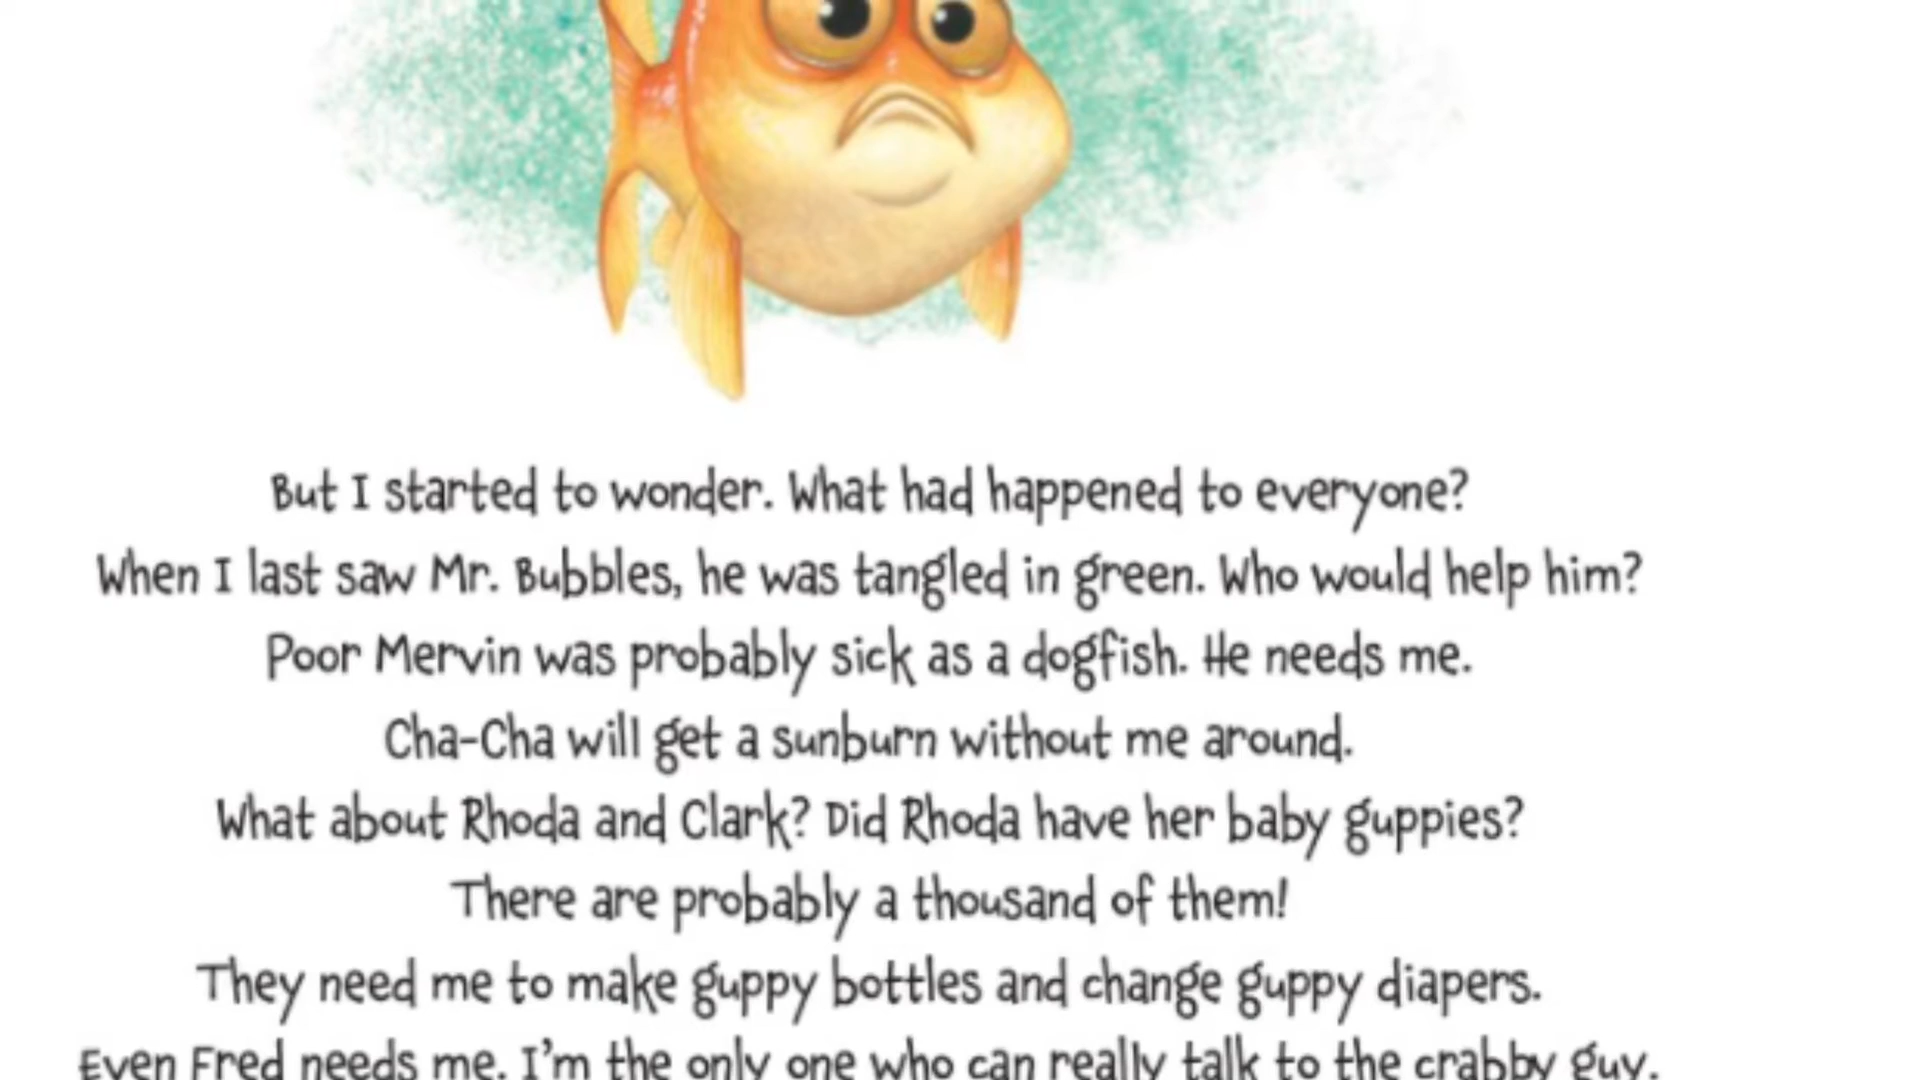 But I started to wonder. What had happened to everyone?
When I last saw Mr. Bubbles, he was tangled in green. Who would help him?
Poor Mervin was probably sick as a dogfish. He needs me.
Cha-Cha will get a sunburn without me around.
What about Rhoda and Clark? Did Rhoda have her baby guppies?
There are probably a thousand of them!
They need me to make guppy bottles and change guppy diapers.
Even Fred needs me. I'm the only one who can really talk to the crabby guy.